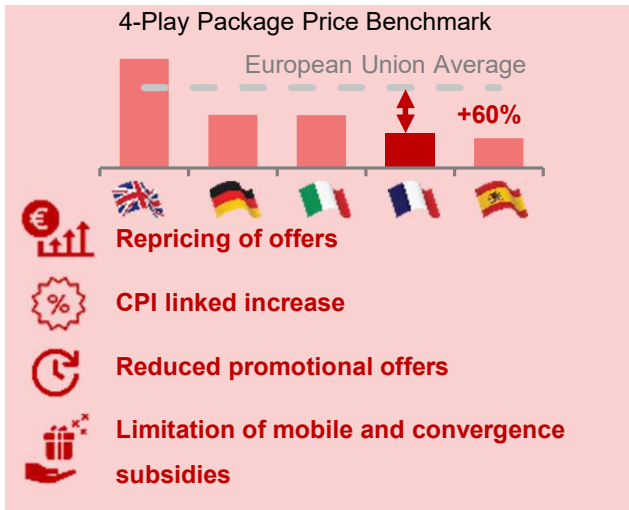 4-Play Package Price Benchmark
European Union Average
+60%
€
Repricing of offers
%
CPI linked increase
Reduced promotional offers
Limitation of mobile and convergence
subsidies